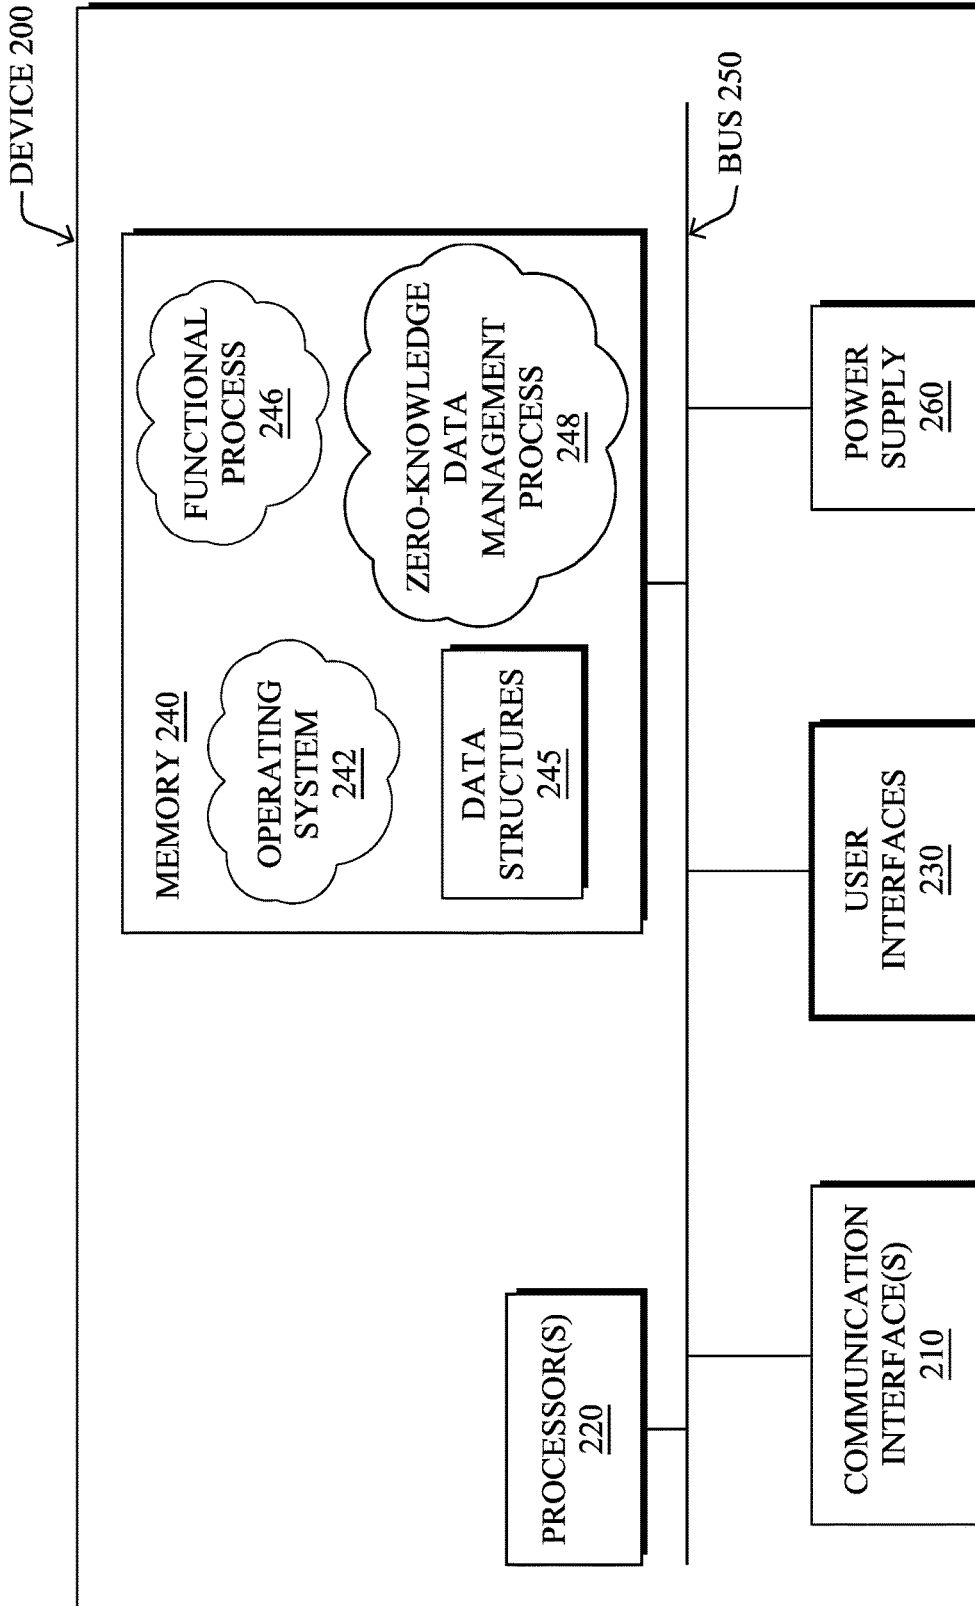 DEVICE 200
MEMORY 240
OPERATING
SYSTEM
242
FUNCTIONAL
PROCESS
246
DATA
STRUCTURES
245
ZERO-KNOWLEDGE
DATA
MANAGEMENT
PROCESS
248
PROCESSOR(S)
220
BUS 250
COMMUNICATION
INTERFACE(S)
210
USER
INTERFACES
230
POWER
SUPPLY
260